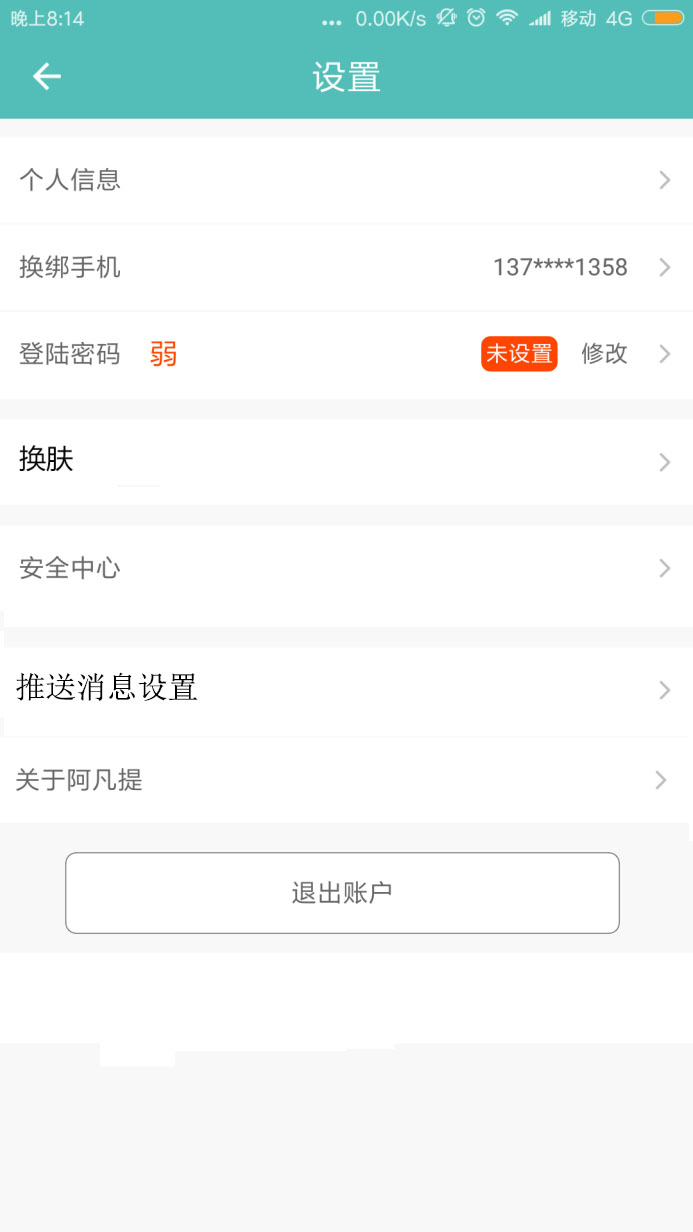 晚上8:14 ... 0.00K/s 移动 4G
设置
个人信息
换绑手机 137****1358
登陆密码 弱 未设置 修改
换肤
安全中心
推送消息设置
关于阿凡提
退出账户